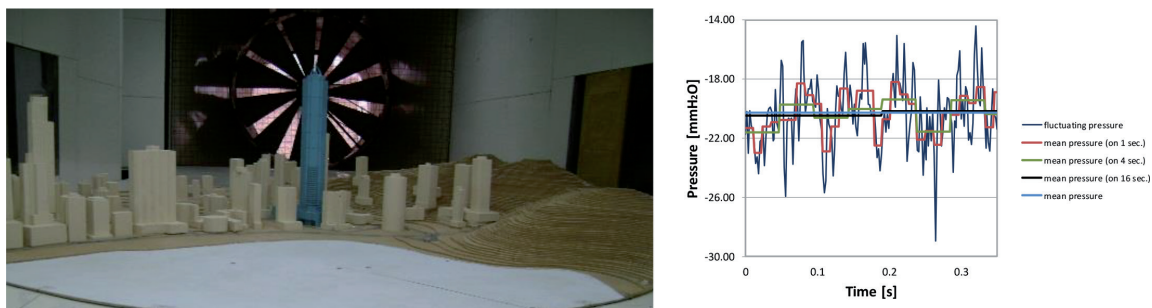 -14.00
-18.00
-22.00
-26.00
-30.00
Pressure [mmH₂O]
0
0.1
0.2
0.3
Time [s]
fluctuating pressure
mean pressure (on 1 sec.)
mean pressure (on 4 sec.)
mean pressure (on 16 sec.)
mean pressure